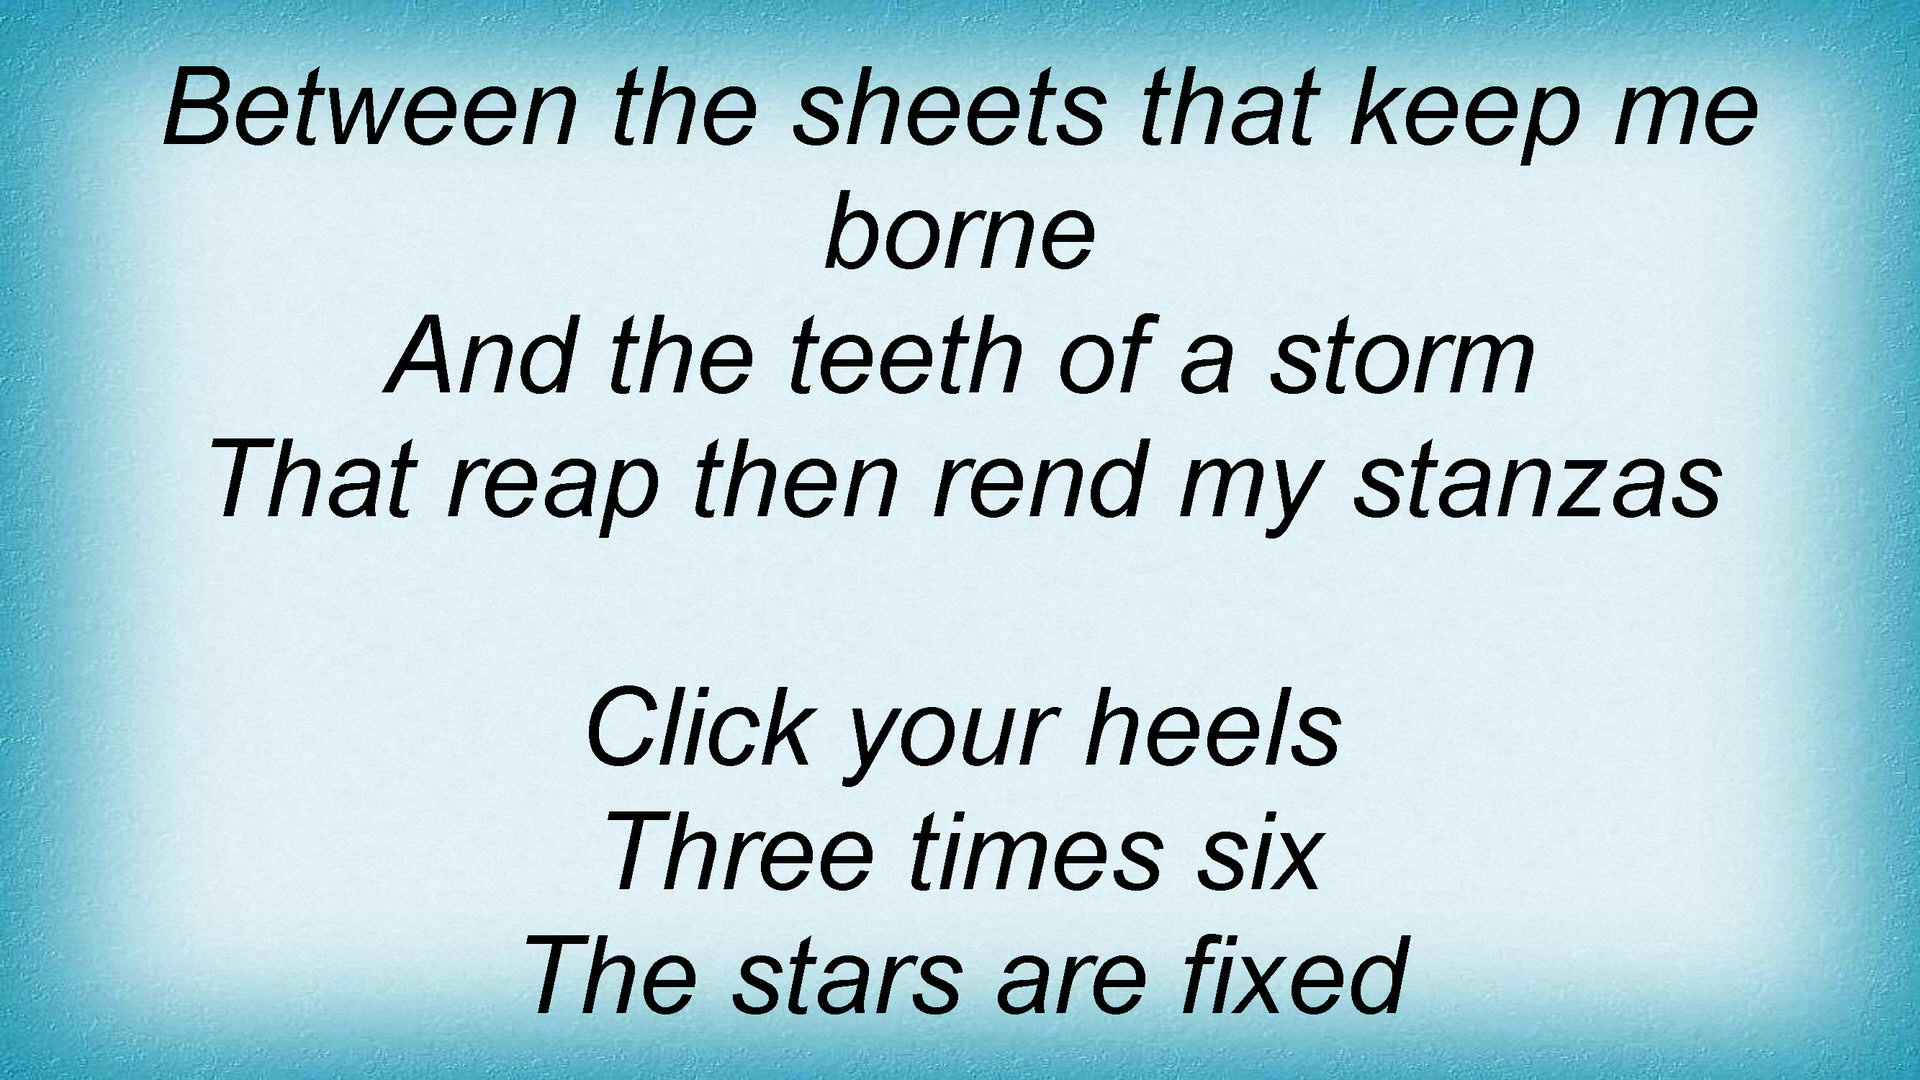 Between the sheets that keep me
borne
And the teeth of a storm
That reap then rend my stanzas
Click your heels
Three times six
The stars are fixed